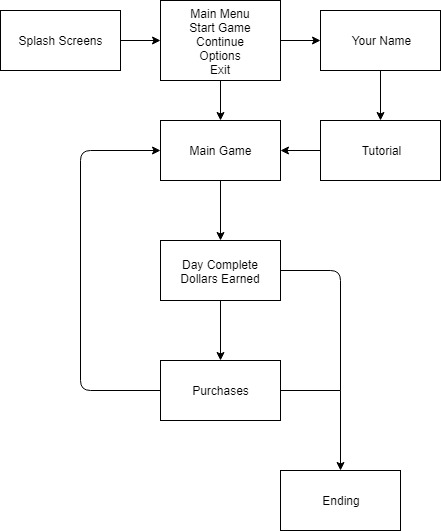 Splash Screens
Main Menu
Start Game
Continue
Options
Exit
Your Name
Main Game
Tutorial
Day Complete
Dollars Earned
Purchases
Ending